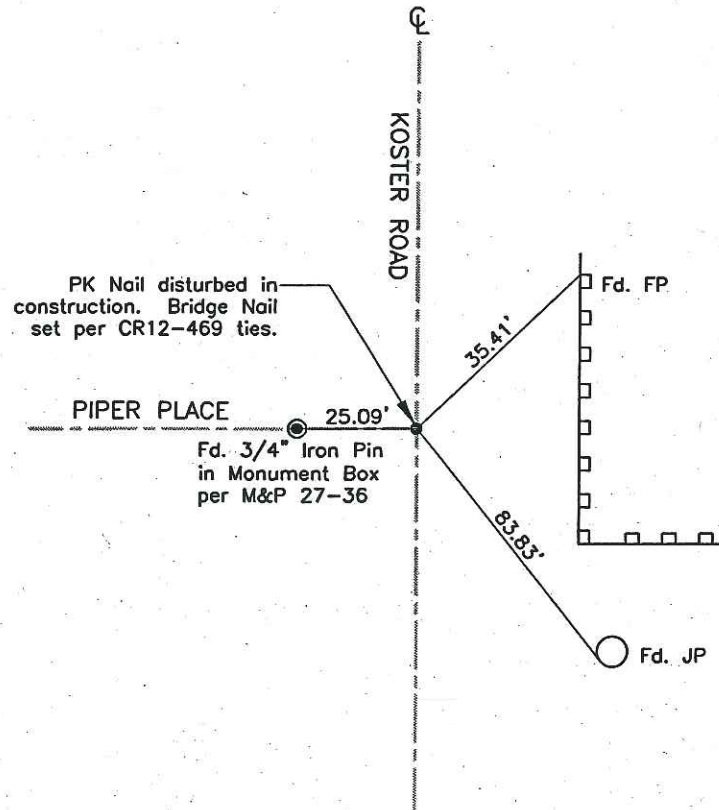 ℄
KOSTER ROAD
PK Nail disturbed in
construction. Bridge Nail
set per CR12-469 ties.
Fd. FP
35.41'
PIPER PLACE
25.09'
Fd. 3/4" Iron Pin
in Monument Box
per M&P 27-36
83.83'
Fd. JP